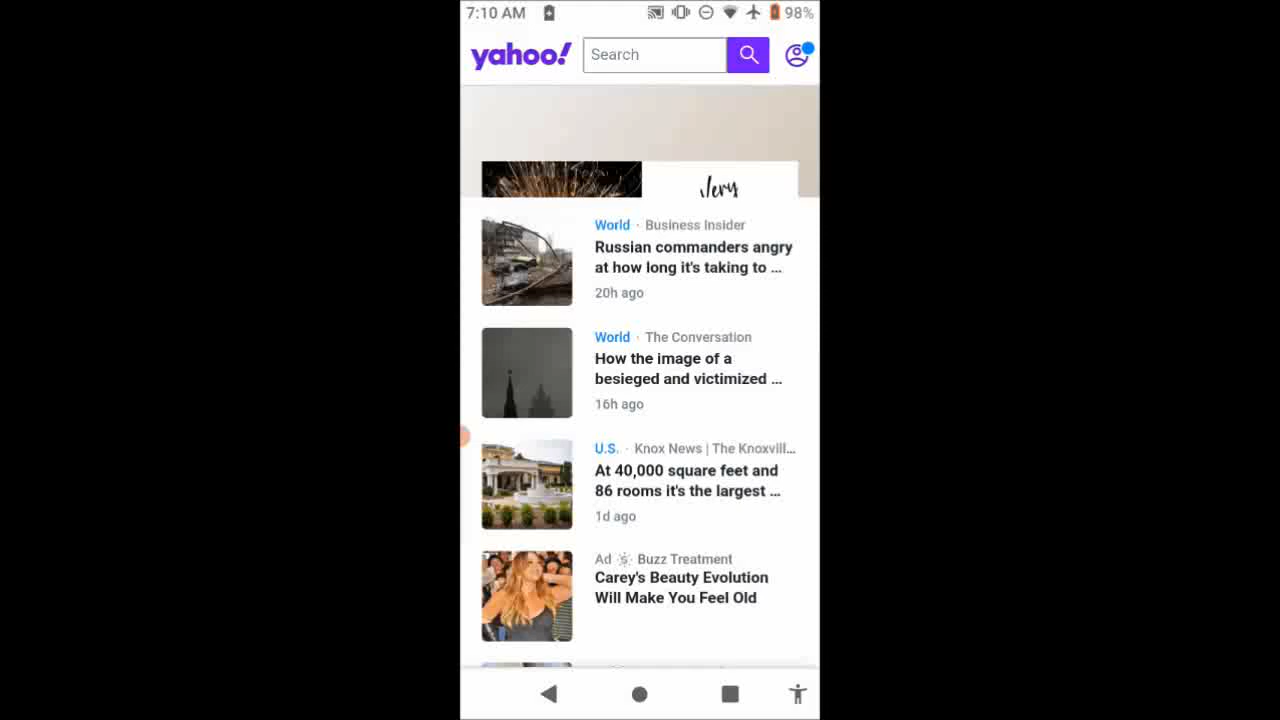 7:10 AM
98%
yahoo!
Search
Very
World · Business Insider
Russian commanders angry
at how long it's taking to ...
20h ago
World · The Conversation
How the image of a
besieged and victimized ...
16h ago
U.S. · Knox News | The Knoxvill...
At 40,000 square feet and
86 rooms it's the largest ...
1d ago
Ad · Buzz Treatment
Carey's Beauty Evolution
Will Make You Feel Old